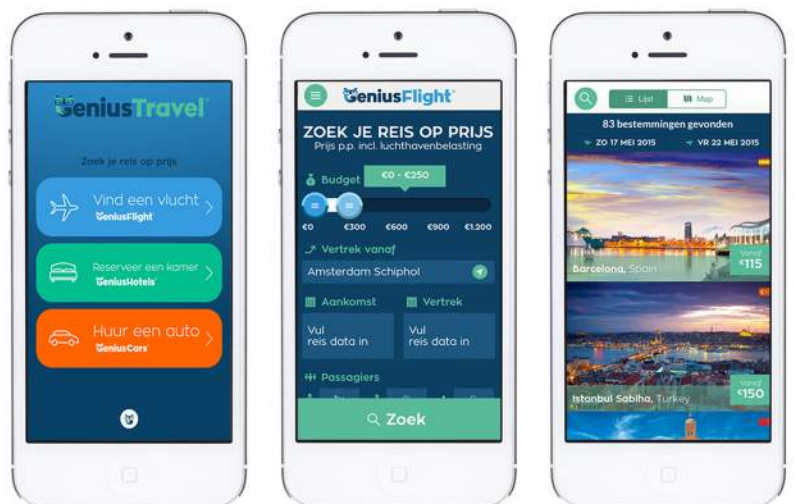 GeniusTravel
Zoek je reis op prijs
Vind een vlucht
GeniusFlight
Reserveer een kamer
GeniusHotels
Huur een auto
GeniusCars
GeniusFlight
ZOEK JE REIS OP PRIJS
Prijs p.p. incl. luchthavenbelasting
Budget
€0 - €250
€0 €300 €600 €900 €1.200
Vertrek vanaf
Amsterdam Schiphol
Aankomst Vertrek
Vul
reis data in
Vul
reis data in
Passagiers
Zoek
Lijst Map
83 bestemmingen gevonden
ZO 17 MEI 2015 VR 22 MEI 2015
Barcelona, Spain
Vanaf
€115
Istanbul Sabiha, Turkey
Vanaf
€150